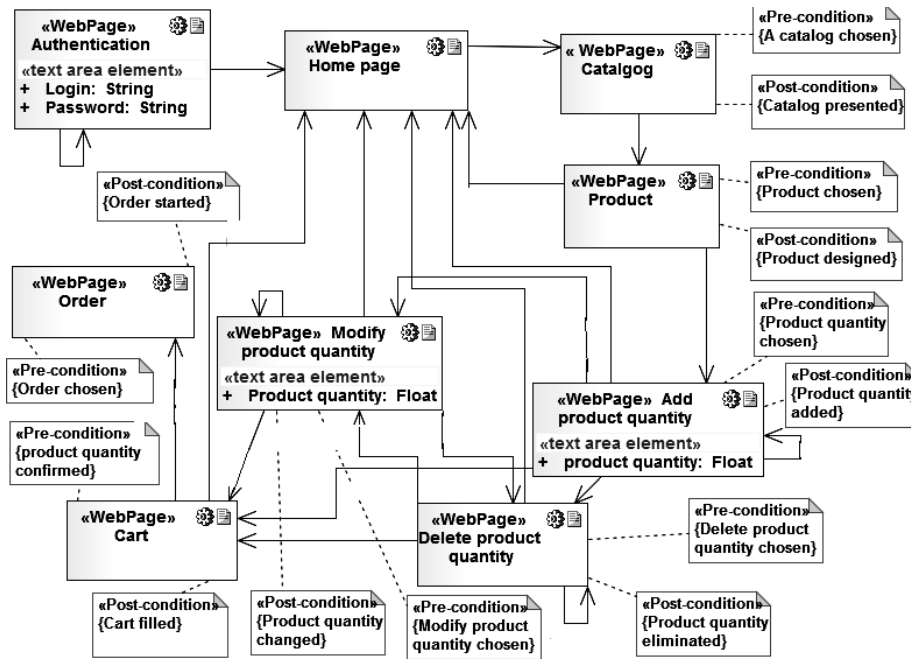 «WebPage»
Authentication
«text area element»
+ Login: String
+ Password: String
«WebPage»
Home page
« WebPage»
Catalgog
«Pre-condition»
{A catalog chosen}
«Post-condition»
{Catalog presented}
«WebPage»
Product
«Pre-condition»
{Product chosen}
«Post-condition»
{Product designed}
«Post-condition»
{Order started}
«WebPage»
Order
«Pre-condition»
{Order chosen}
«WebPage» Modify
product quantity
«text area element»
+ Product quantity: Float
«Pre-condition»
{Product quantity
chosen}
«WebPage» Add
product quantity
«text area element»
+ product quantity: Float
«Post-condition»
{Product quantity
added}
«Pre-condition»
{product quantity
confirmed}
«WebPage»
Cart
«WebPage»
Delete product
quantity
«Pre-condition»
{Delete product
quantity chosen}
«Post-condition»
{Cart filled}
«Post-condition»
{Product quantity
changed}
«Pre-condition»
{Modify product
quantity chosen}
«Post-condition»
{Product quantity
eliminated}